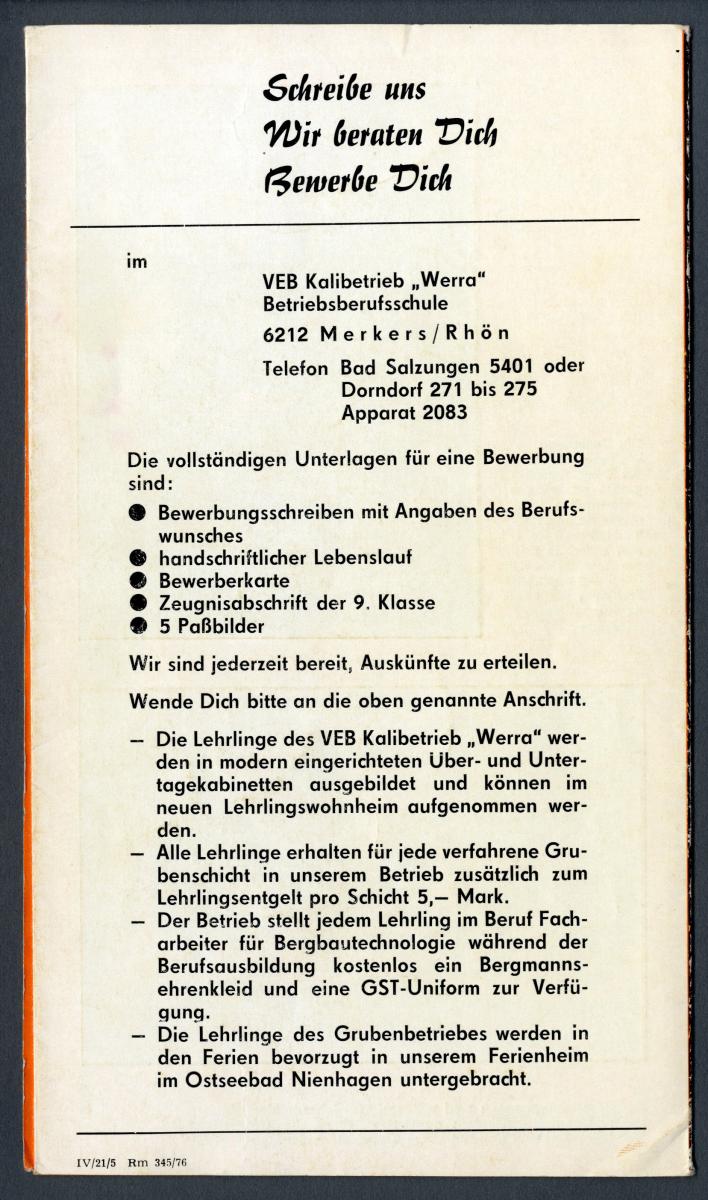 Schreibe uns
Wir beraten Dich
Bewerbe Dich
im
VEB Kalibetrieb „Werra“
Betriebsberufsschule
6212 Merkers/Rhön
Telefon Bad Salzungen 5401 oder
Dorndorf 271 bis 275
Apparat 2083
Die vollständigen Unterlagen für eine Bewerbung
sind:
● Bewerbungsschreiben mit Angaben des Berufs-
wunsches
● handschriftlicher Lebenslauf
● Bewerberkarte
● Zeugnisabschrift der 9. Klasse
● 5 Paßbilder
Wir sind jederzeit bereit, Auskünfte zu erteilen.
Wende Dich bitte an die oben genannte Anschrift.
— Die Lehrlinge des VEB Kalibetrieb „Werra“ wer-
den in modern eingerichteten Über- und Unter-
tagekabinetten ausgebildet und können im
neuen Lehrlingswohnheim aufgenommen wer-
den.
— Alle Lehrlinge erhalten für jede verfahrene Gru-
benschicht in unserem Betrieb zusätzlich zum
Lehrlingsentgelt pro Schicht 5,— Mark.
— Der Betrieb stellt jedem Lehrling im Beruf Fach-
arbeiter für Bergbautechnologie während der
Berufsausbildung kostenlos ein Bergmanns-
ehrenkleid und eine GST-Uniform zur Verfü-
gung.
— Die Lehrlinge des Grubenbetriebes werden in
den Ferien bevorzugt in unserem Ferienheim
im Ostseebad Nienhagen untergebracht.
IV/21/5 Rm 345/76